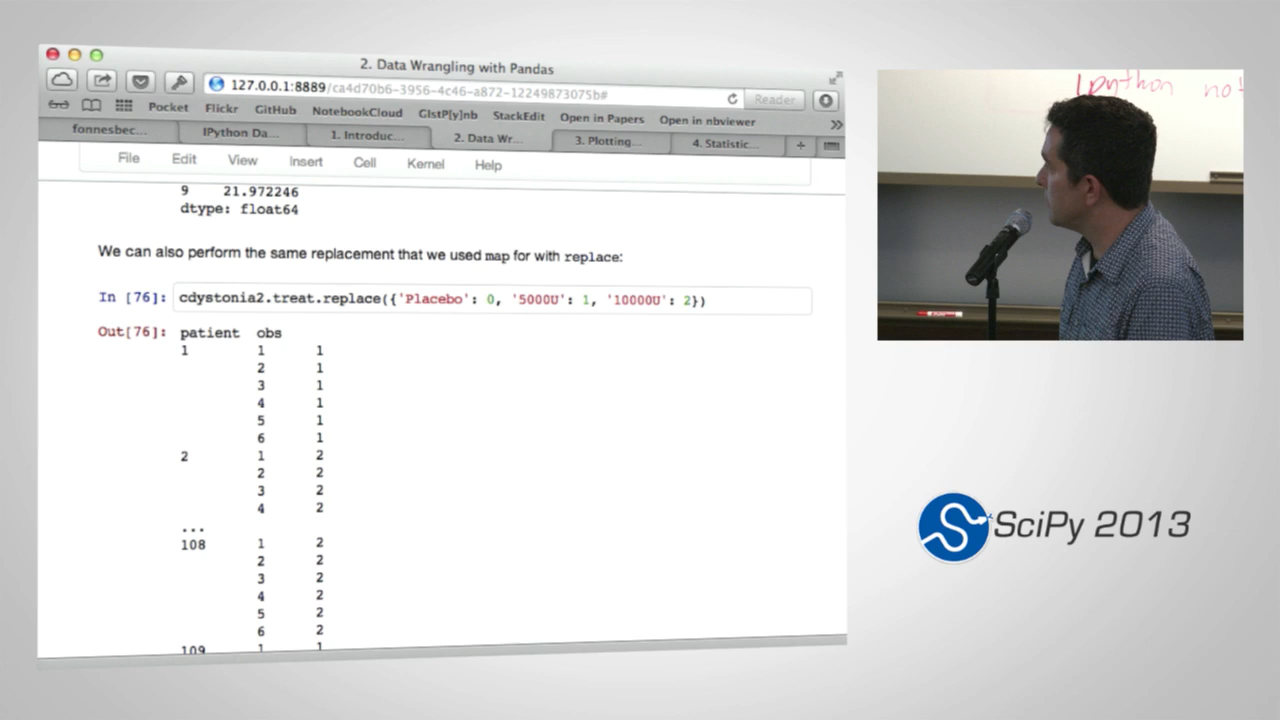 2. Data Wrangling with Pandas
127.0.0.1:8889/ca4d70b6-3956-4c46-a872-12249873075b#
Reader
Pocket Flickr GitHub NotebookCloud GIstP[y]nb StackEdit Open in Papers Open in nbviewer »
fonnesbec... IPython Da... 1. Introduc... 2. Data Wr... 3. Plotting... 4. Statistic... +
File Edit View Insert Cell Kernel Help
9 21.972246
dtype: float64
We can also perform the same replacement that we used map for with replace:
In [76]: cdystonia2.treat.replace({'Placebo': 0, '5000U': 1, '10000U': 2})
Out[76]: patient obs
1 1 1
2 1
3 1
4 1
5 1
6 1
2 1 2
2 2
3 2
4 2
...
108 1 2
2 2
3 2
4 2
5 2
6 2
109 1 1
Ipython not
SciPy 2013